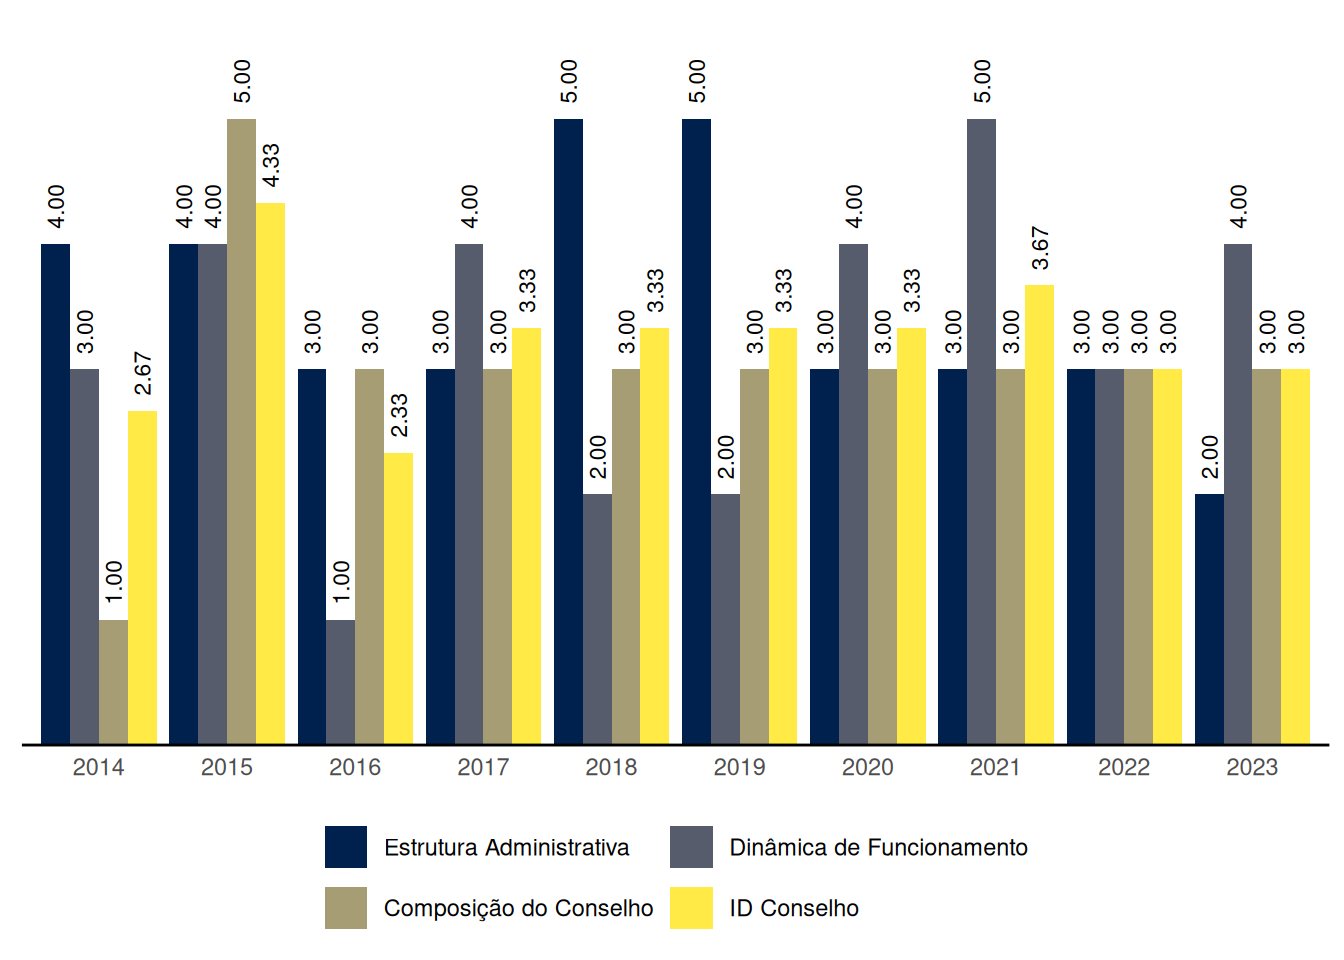 4.00 3.00 1.00 2.67
4.00 4.00 5.00 4.33
3.00 1.00 3.00 2.33
3.00 4.00 3.00 3.33
5.00 2.00 3.00 3.33
5.00 2.00 3.00 3.33
3.00 4.00 3.00 3.33
3.00 5.00 3.00 3.67
3.00 3.00 3.00 3.00
2.00 4.00 3.00 3.00
2014 2015 2016 2017 2018 2019 2020 2021 2022 2023
Estrutura Administrativa Dinâmica de Funcionamento
Composição do Conselho ID Conselho